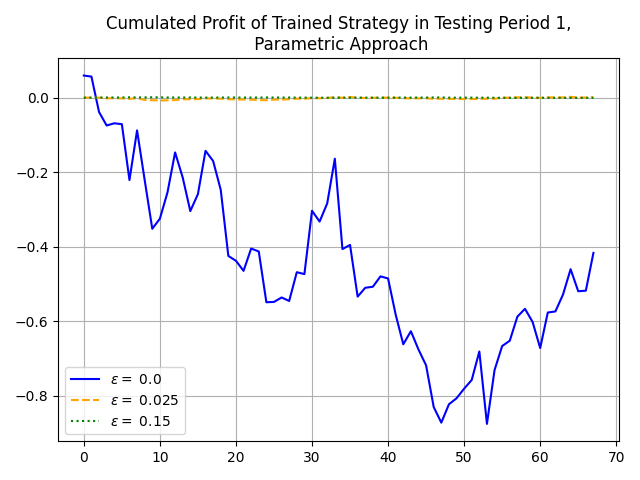 Cumulated Profit of Trained Strategy in Testing Period 1,
Parametric Approach
0.0
−0.2
−0.4
−0.6
−0.8
ε = 0.0
ε = 0.025
ε = 0.15
0 10 20 30 40 50 60 70